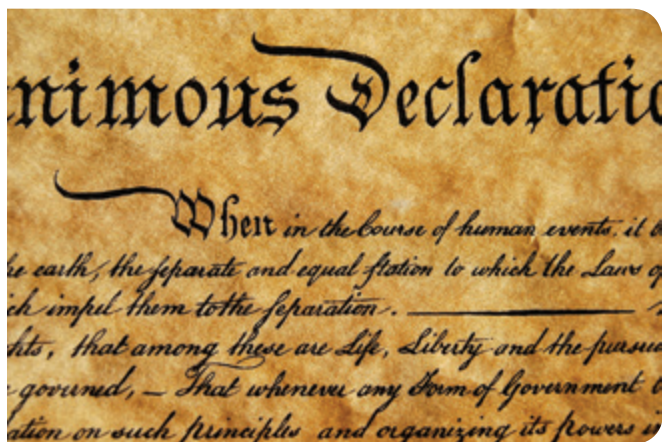 nimous Declaratio
When in the Course of human events. it b
he earth, the separate and equal station to which the Laws of
ch impel them to the separation.
hts, that among these are Life, Liberty and the pursu
governed, — That whenever any Form of Government b
ation on such principles and organizing its powers in